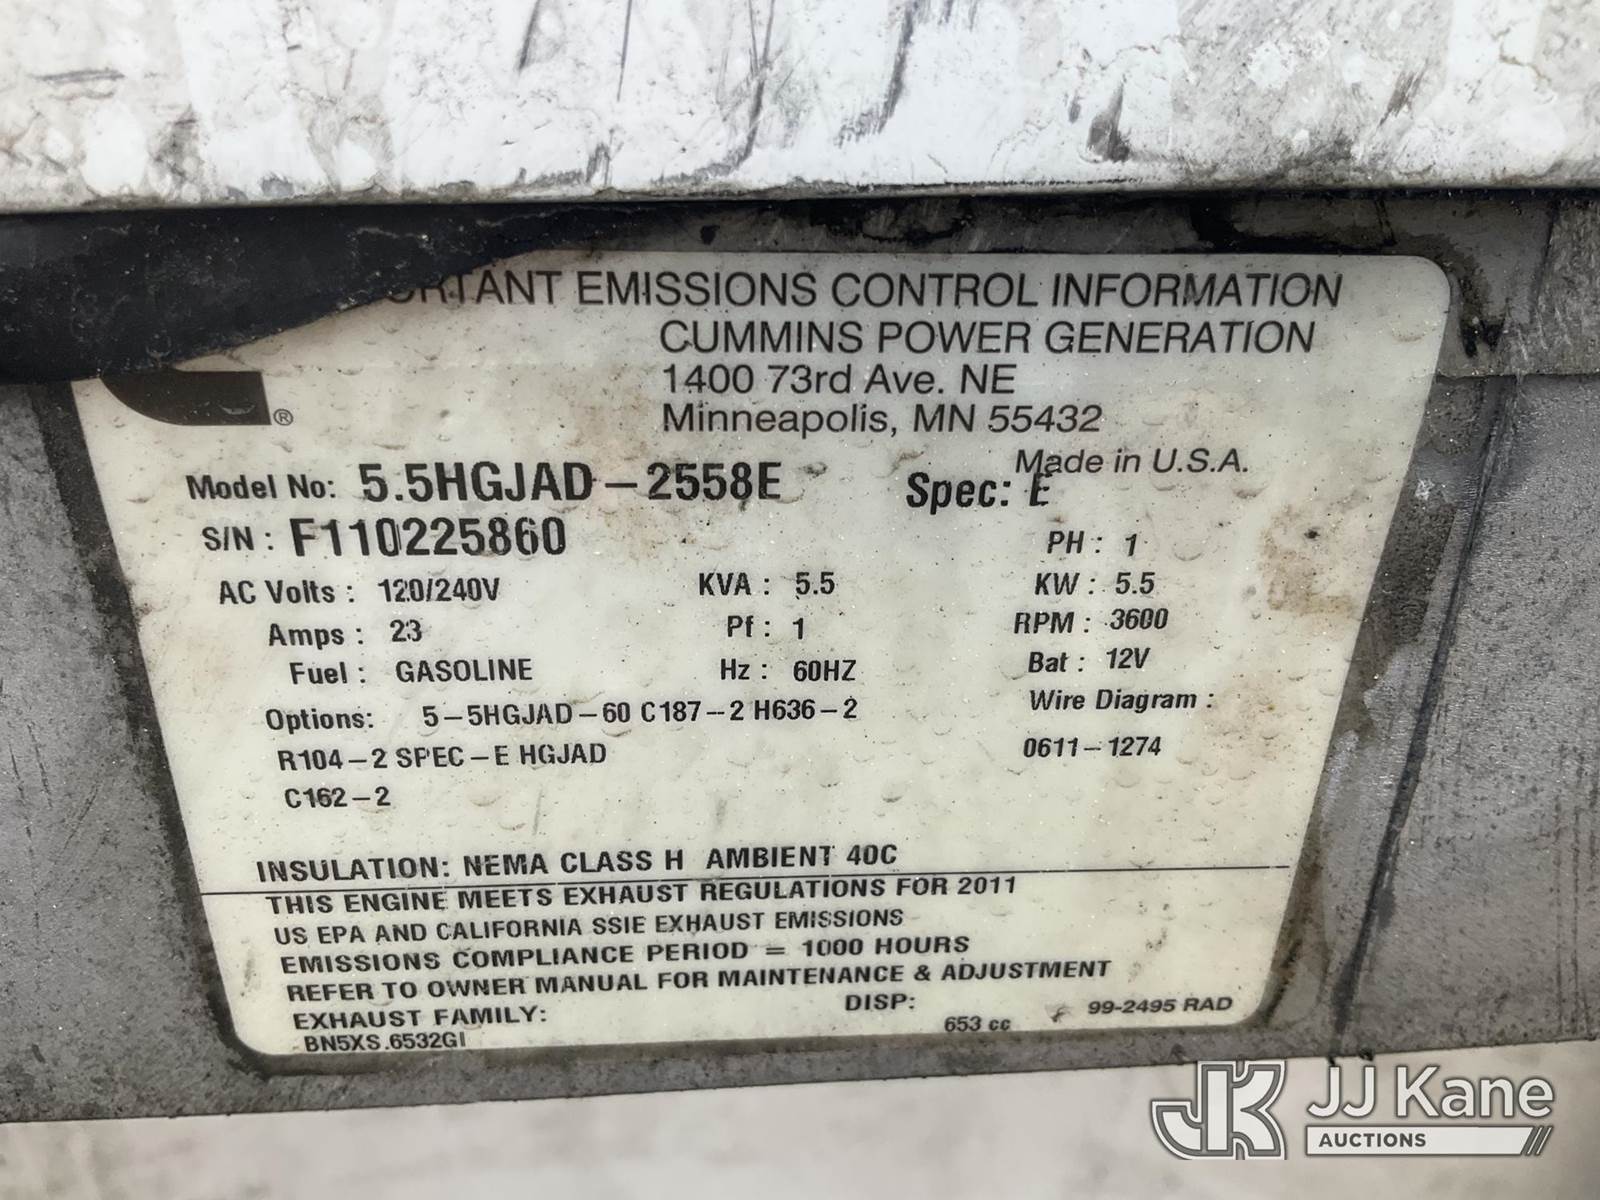 EMISSIONS CONTROL INFORMATION
CUMMINS POWER GENERATION
1400 73rd Ave. NE
Minneapolis, MN 55432
®
Made in U.S.A.
Model No: 5.5HGJAD-2558E Spec: E
S/N: F110225860 PH: 1
AC Volts: 120/240V KVA: 5.5 KW: 5.5
Amps: 23 Pf: 1 RPM: 3600
Fuel: GASOLINE Hz: 60HZ Bat: 12V
Options: 5-5HGJAD-60 C187-2 H636-2 Wire Diagram:
R104-2 SPEC-E HGJAD 0611-1274
C162-2
INSULATION: NEMA CLASS H AMBIENT 40C
THIS ENGINE MEETS EXHAUST REGULATIONS FOR 2011
US EPA AND CALIFORNIA SSIE EXHAUST EMISSIONS
EMISSIONS COMPLIANCE PERIOD = 1000 HOURS
REFER TO OWNER MANUAL FOR MAINTENANCE & ADJUSTMENT
EXHAUST FAMILY: DISP:
BN5XS.6532GI 653 cc 99-2495 RAD
JK JJ Kane
AUCTIONS